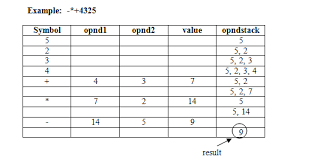 Example: -*+4325
Symbol opnd1 opnd2 value opndstack
5 5
2 5, 2
3 5, 2, 3
4 5, 2, 3, 4
+ 4 3 7 5, 2
5, 2, 7
* 7 2 14 5
5, 14
- 14 5 9
9
result